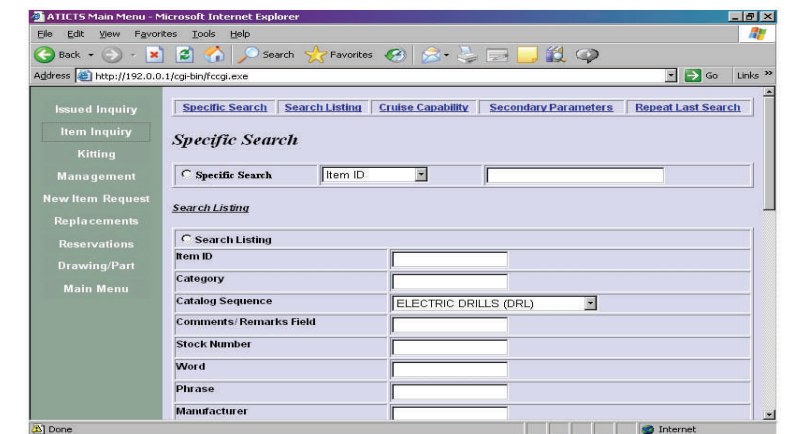 ATICTS Main Menu - Microsoft Internet Explorer
File Edit View Favorites Tools Help
Back Search Favorites
Address http://192.0.0.1/cgi-bin/fccgi.exe Go Links »
Issued Inquiry
Item Inquiry
Kitting
Management
New Item Request
Replacements
Reservations
Drawing/Part
Main Menu
Specific Search Search Listing Cruise Capability Secondary Parameters Repeat Last Search
Specific Search
Specific Search Item ID
Search Listing
Search Listing
Item ID
Category
Catalog Sequence ELECTRIC DRILLS (DRL)
Comments/Remarks Field
Stock Number
Word
Phrase
Manufacturer
Done Internet